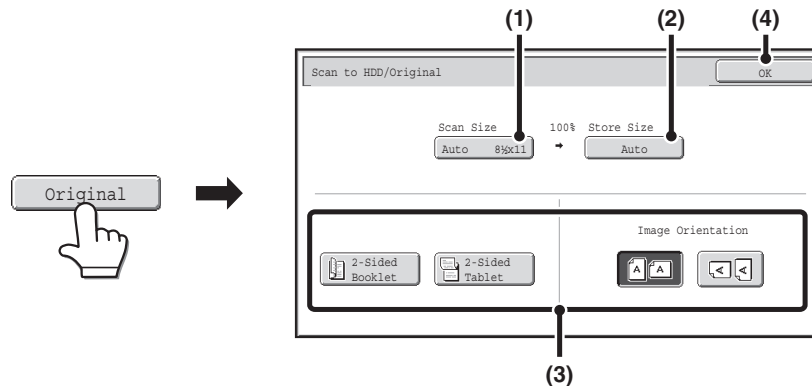 (1)
(2)
(4)
Scan to HDD/Original
OK
Scan Size
100%
Store Size
Auto 8½x11
Auto
Original
Image Orientation
2-Sided
Booklet
2-Sided
Tablet
A
A
A
A
(3)